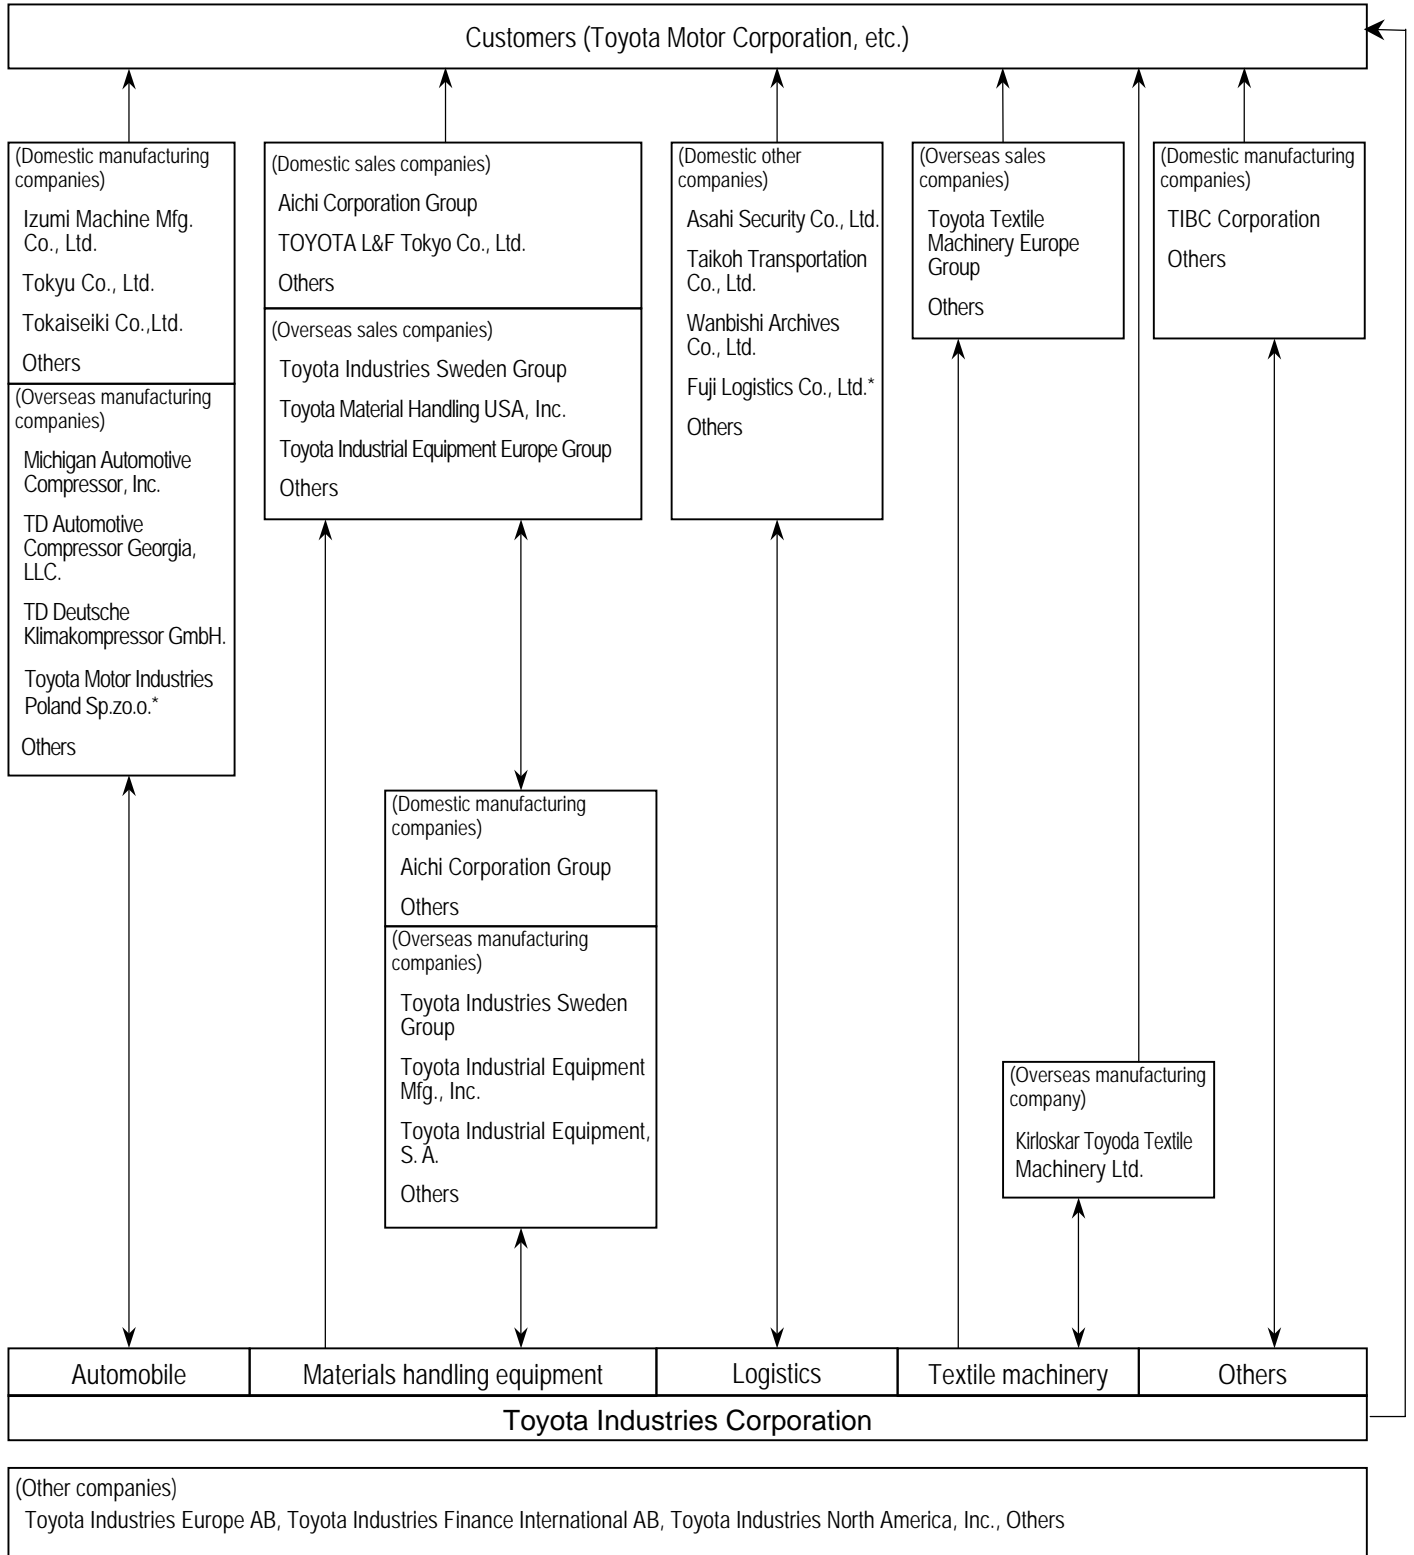 Customers (Toyota Motor Corporation, etc.)
(Domestic manufacturing
companies)
Izumi Machine Mfg.
Co., Ltd.
Tokyu Co., Ltd.
Tokaiseiki Co.,Ltd.
Others
(Overseas manufacturing
companies)
Michigan Automotive
Compressor, Inc.
TD Automotive
Compressor Georgia,
LLC.
TD Deutsche
Klimakompressor GmbH.
Toyota Motor Industries
Poland Sp.zo.o.*
Others
(Domestic sales companies)
Aichi Corporation Group
TOYOTA L&F Tokyo Co., Ltd.
Others
(Overseas sales companies)
Toyota Industries Sweden Group
Toyota Material Handling USA, Inc.
Toyota Industrial Equipment Europe Group
Others
(Domestic manufacturing
companies)
Aichi Corporation Group
Others
(Overseas manufacturing
companies)
Toyota Industries Sweden
Group
Toyota Industrial Equipment
Mfg., Inc.
Toyota Industrial Equipment,
S. A.
Others
(Domestic other
companies)
Asahi Security Co., Ltd.
Taikoh Transportation
Co., Ltd.
Wanbishi Archives
Co., Ltd.
Fuji Logistics Co., Ltd.*
Others
(Overseas sales
companies)
Toyota Textile
Machinery Europe
Group
Others
(Overseas manufacturing
company)
Kirloskar Toyoda Textile
Machinery Ltd.
(Domestic manufacturing
companies)
TIBC Corporation
Others
Automobile
Materials handling equipment
Logistics
Textile machinery
Others
Toyota Industries Corporation
(Other companies)
Toyota Industries Europe AB, Toyota Industries Finance International AB, Toyota Industries North America, Inc., Others